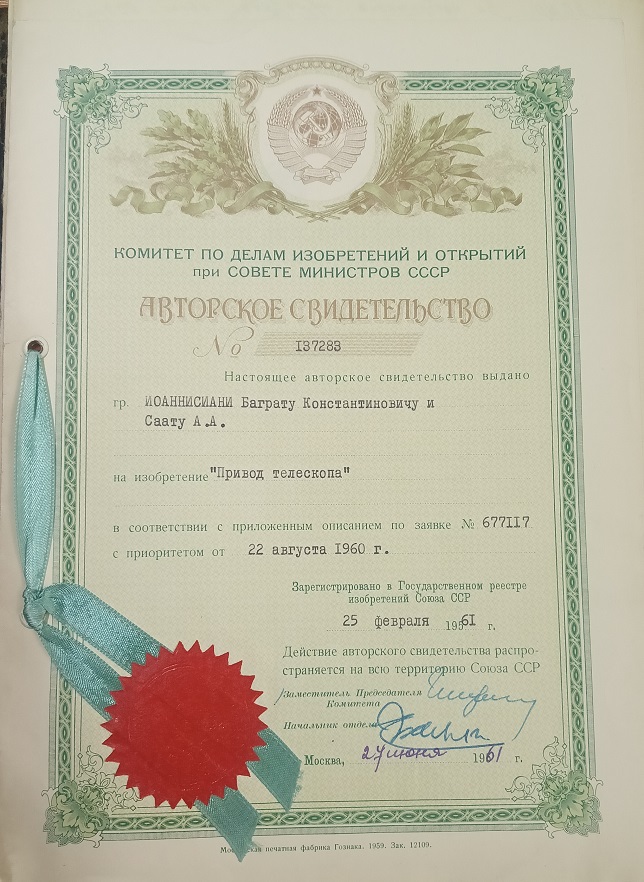 КОМИТЕТ ПО ДЕЛАМ ИЗОБРЕТЕНИЙ И ОТКРЫТИЙ
при СОВЕТЕ МИНИСТРОВ СССР
АВТОРСКОЕ СВИДЕТЕЛЬСТВО
№ 137283
Настоящее авторское свидетельство выдано
гр. ИОАННИСИАНИ Баграту Константиновичу и
Саату А.А.
на изобретение "Привод телескопа"
в соответствии с приложенным описанием по заявке № 677117
с приоритетом от 22 августа 1960 г.
Зарегистрировано в Государственном реестре
изобретений Союза ССР
25 февраля 1961 г.
Действие авторского свидетельства распро-
страняется на всю территорию Союза ССР
Заместитель Председателя
Комитета
Начальник отдела
Москва, 27 июня 1961 г.
Московская печатная фабрика Гознака. 1959. Зак. 12109.